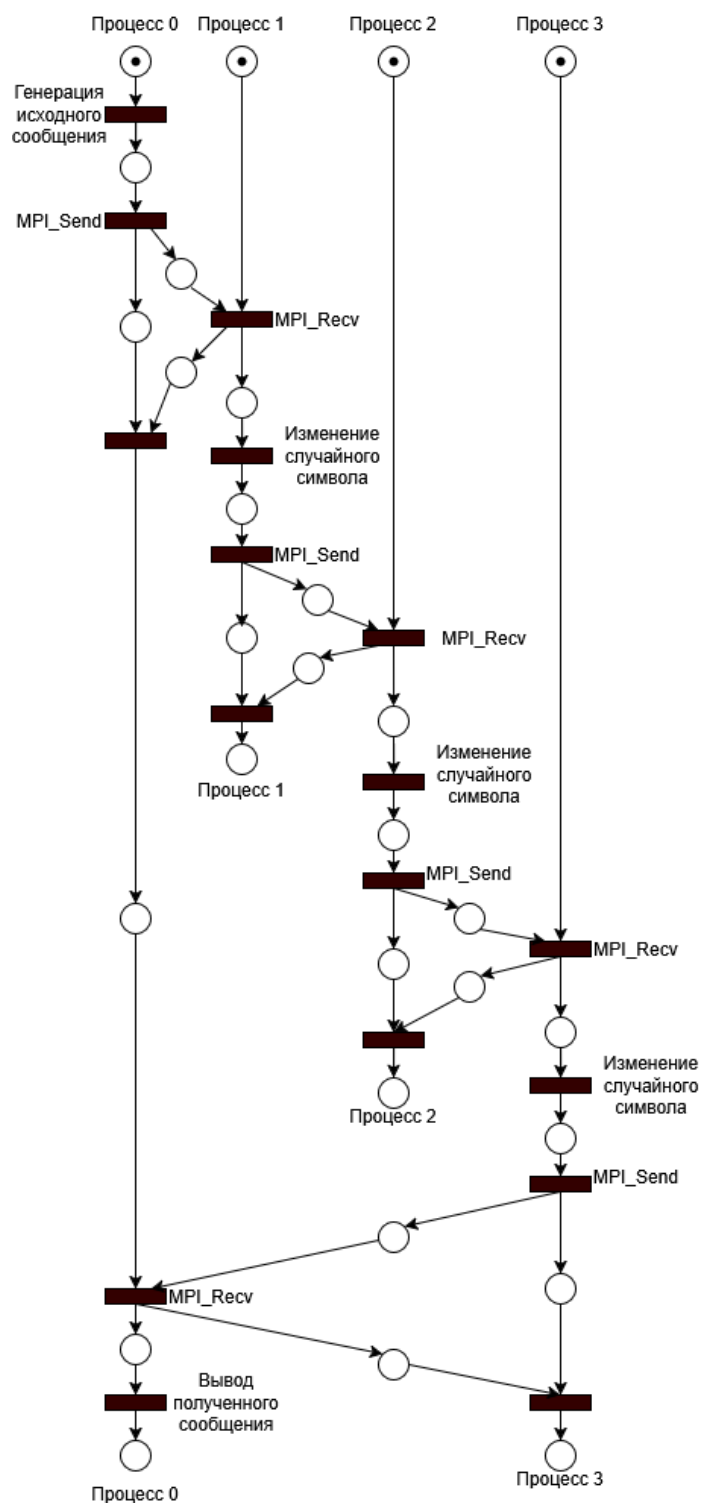 Процесс 0
Процесс 1
Процесс 2
Процесс 3
Генерация
исходного
сообщения
MPI_Send
MPI_Recv
Изменение
случайного
символа
MPI_Send
MPI_Recv
Процесс 1
Изменение
случайного
символа
MPI_Send
MPI_Recv
Изменение
случайного
символа
Процесс 2
MPI_Send
MPI_Recv
Вывод
полученного
сообщения
Процесс 3
Процесс 0